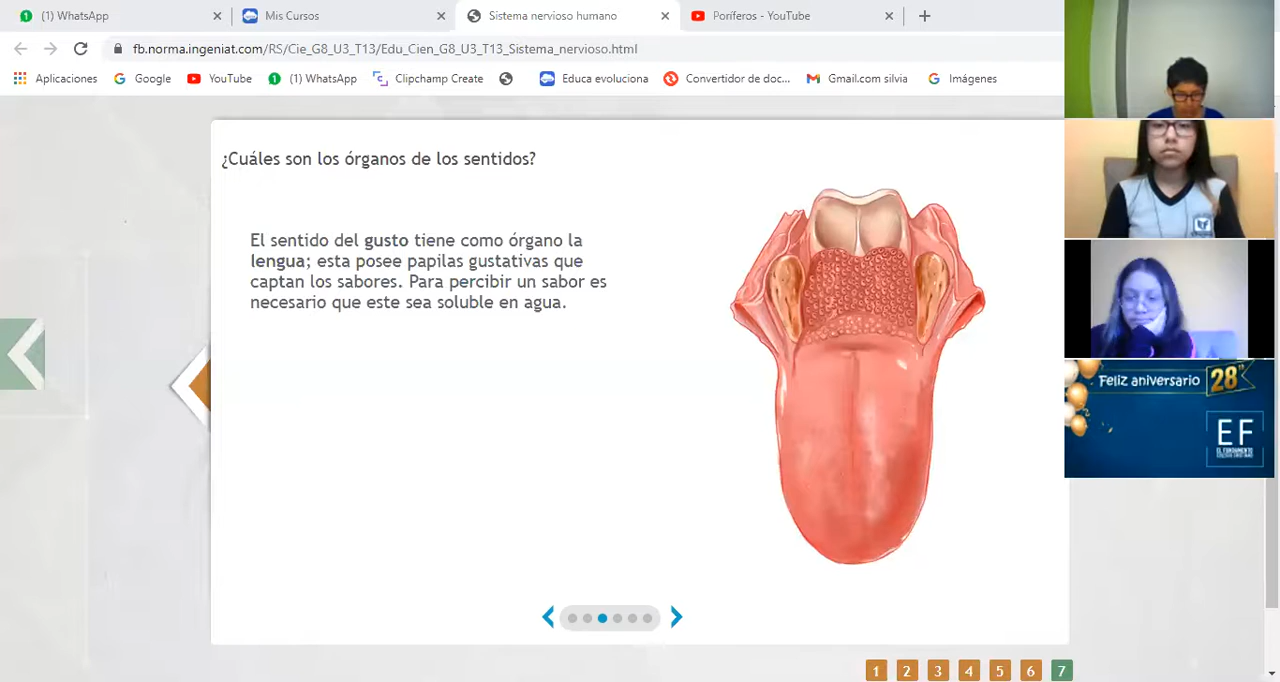 (1) WhatsApp
Mis Cursos
Sistema nervioso humano
Poríferos - YouTube
fb.norma.ingeniat.com/RS/Cie_G8_U3_T13/Edu_Cien_G8_U3_T13_Sistema_nervioso.html
Aplicaciones
Google
YouTube
(1) WhatsApp
Clipchamp Create
Educa evoluciona
Convertidor de doc...
Gmail.com silvia
Imágenes
¿Cuáles son los órganos de los sentidos?
El sentido del gusto tiene como órgano la
lengua; esta posee papilas gustativas que
captan los sabores. Para percibir un sabor es
necesario que este sea soluble en agua.
1 2 3 4 5 6 7
Feliz aniversario 28
EF
EL FUNDAMENTO